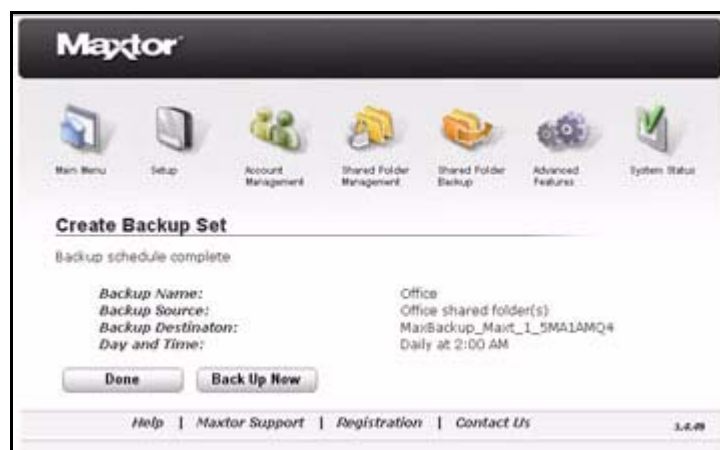 Maxtor
Main Menu
Setup
Account Management
Shared Folder Management
Shared Folder Backup
Advanced Features
System Status
Create Backup Set
Backup schedule complete
Backup Name: Office
Backup Source: Office shared folder(s)
Backup Destinaton: MaxBackup_Maxt_1_5MA1AMQ4
Day and Time: Daily at 2:00 AM
Done Back Up Now
Help | Maxtor Support | Registration | Contact Us